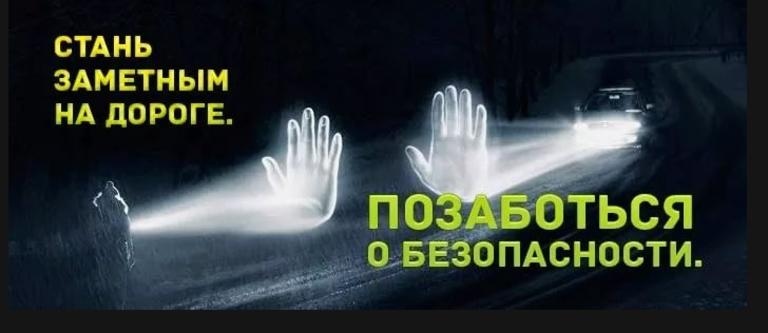 СТАНЬ
ЗАМЕТНЫМ
НА ДОРОГЕ.
ПОЗАБОТЬСЯ
О БЕЗОПАСНОСТИ.